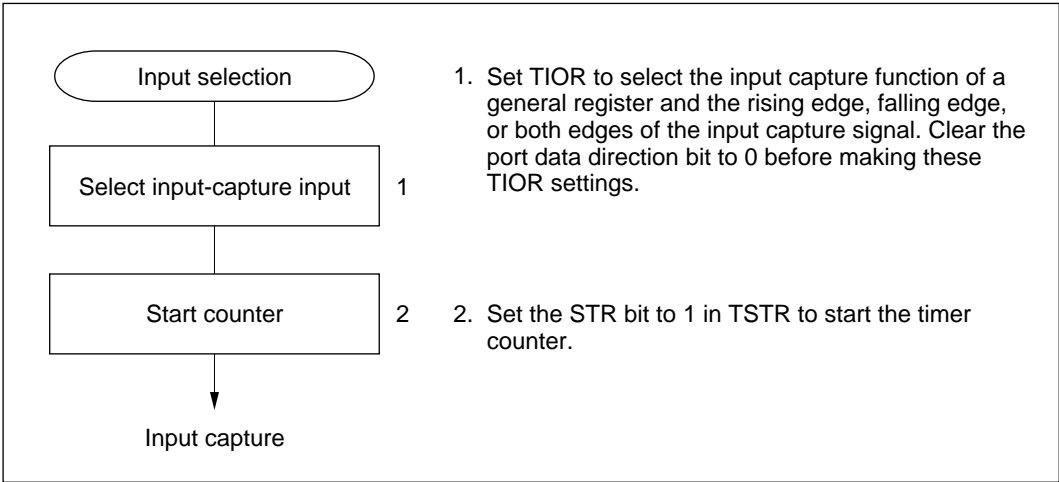 Input selection
Select input-capture input 1
Start counter 2
Input capture
1. Set TIOR to select the input capture function of a
general register and the rising edge, falling edge,
or both edges of the input capture signal. Clear the
port data direction bit to 0 before making these
TIOR settings.
2. Set the STR bit to 1 in TSTR to start the timer
counter.